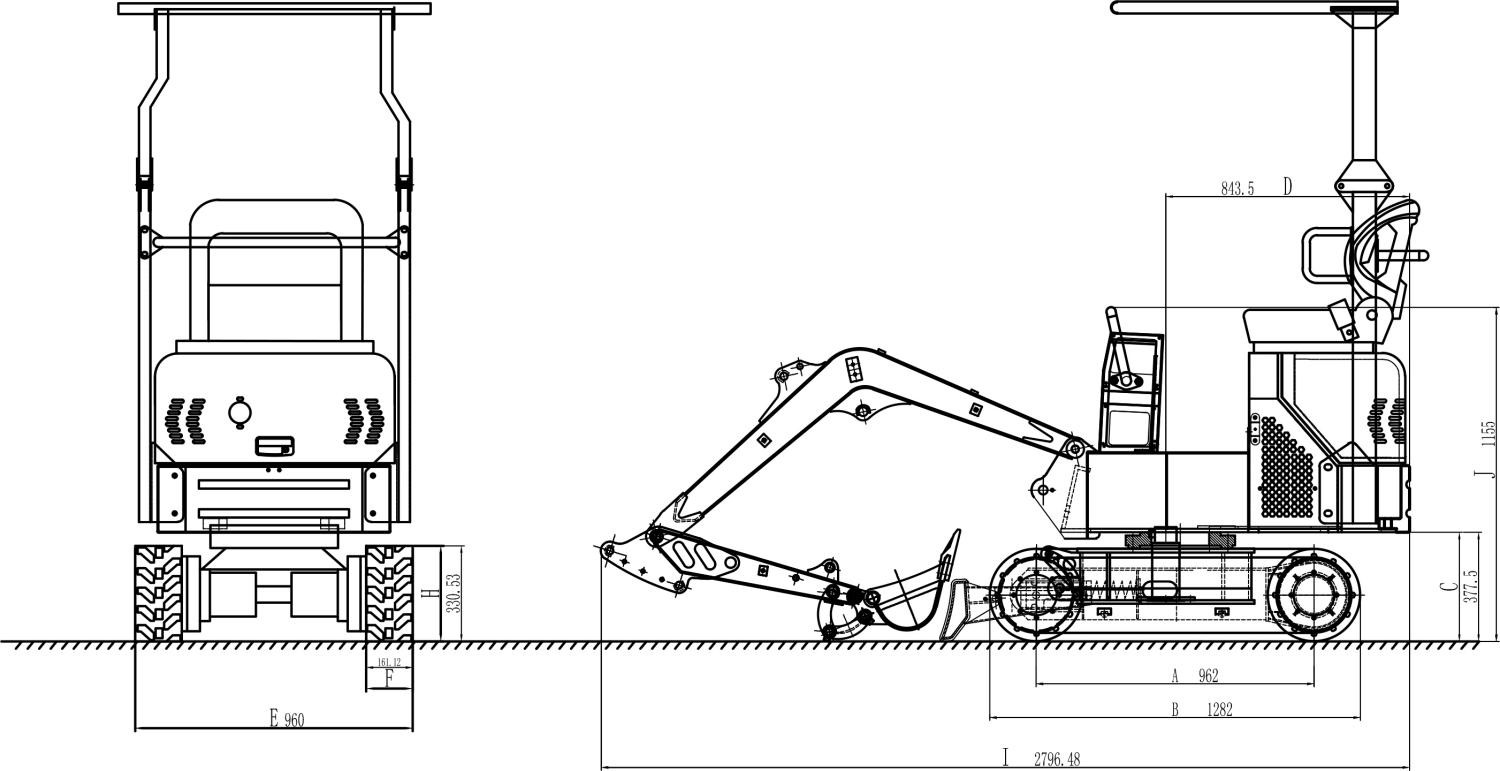 843.5 D
J 1155
H 330.53
C 377.5
161.12
F
A 962
E 960
B 1282
I 2796.48